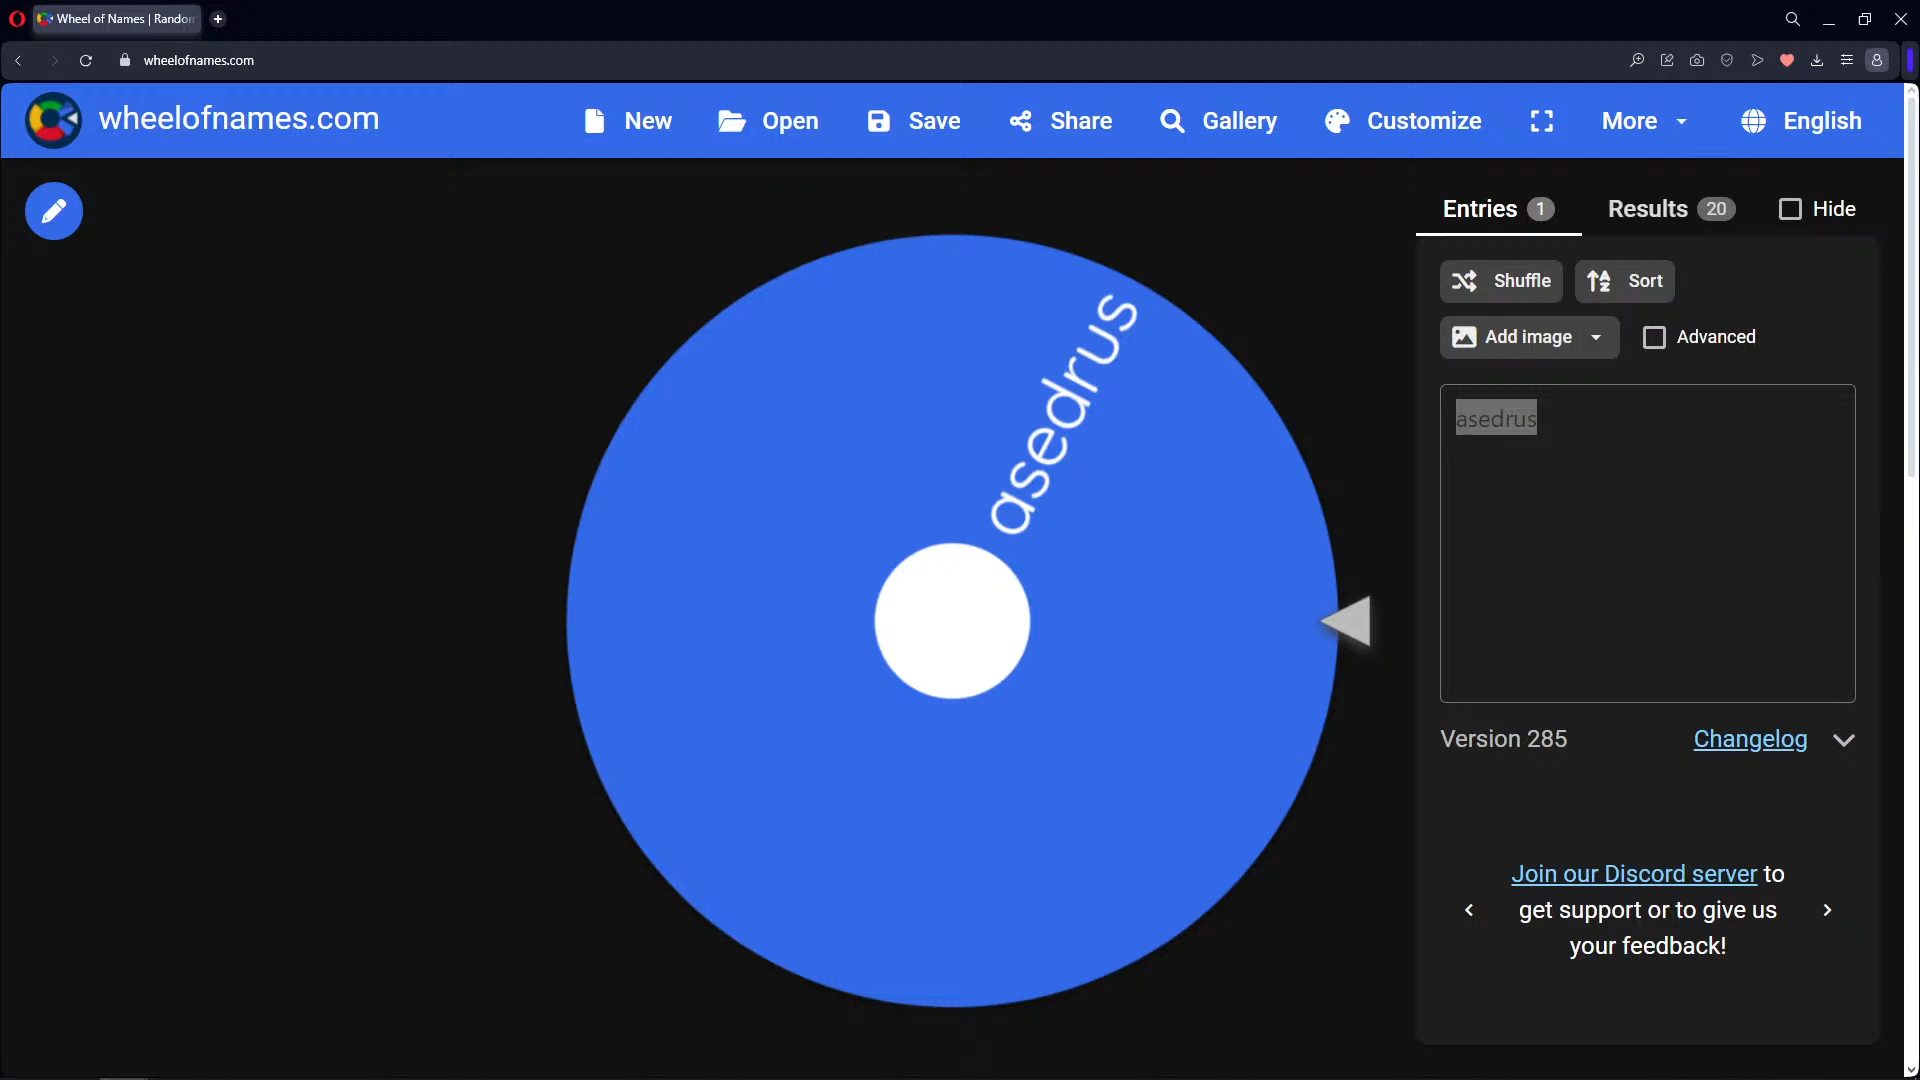 Wheel of Names | Random
wheelofnames.com
wheelofnames.com
New
Open
Save
Share
Gallery
Customize
More
English
Entries 1
Results 20
Hide
Shuffle
Sort
Add image
Advanced
asedrus
asedrus
Version 285
Changelog
Join our Discord server to
get support or to give us
your feedback!